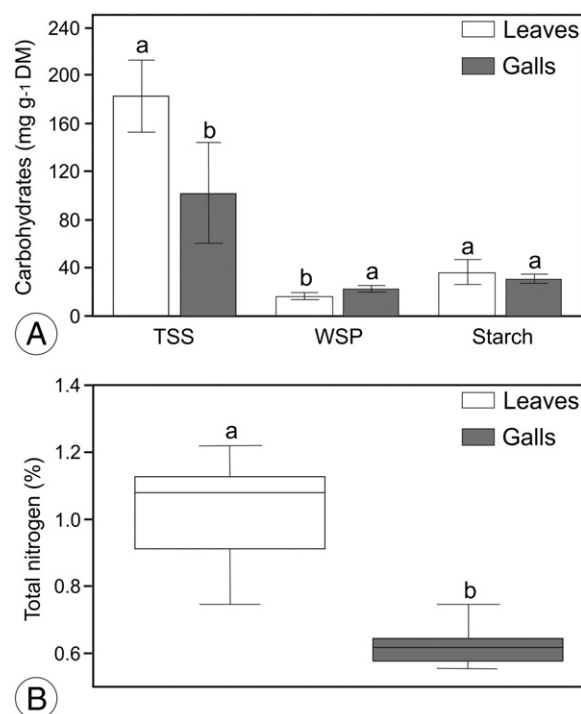 Carbohydrates (mg g-1 DM)
240
200
160
120
80
40
0
a
b
b
a
a
a
Leaves
Galls
TSS WSP Starch
A
Total nitrogen (%)
1.4
1.2
1.0
0.8
0.6
a
b
Leaves
Galls
B